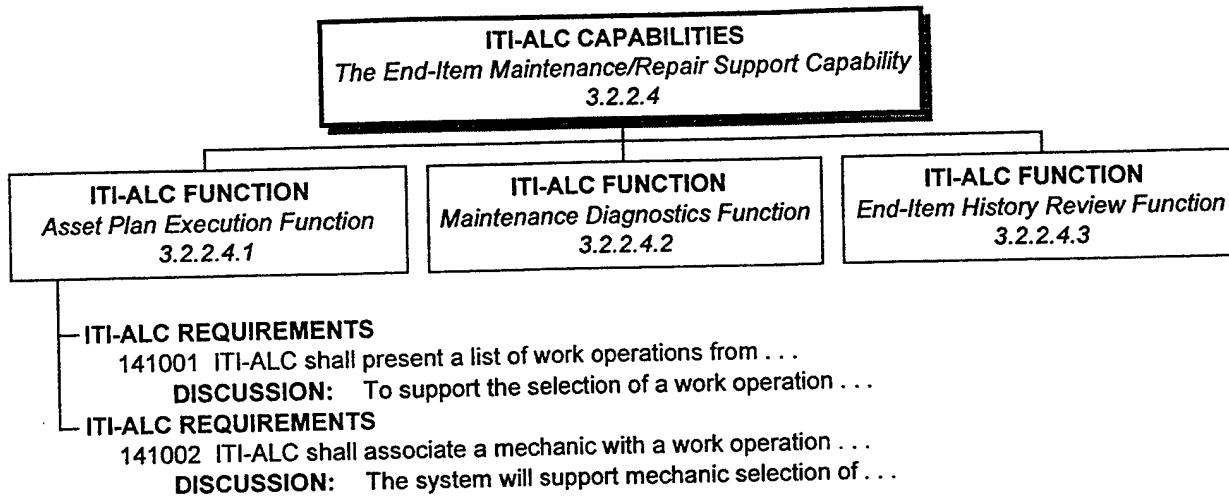 ITI-ALC CAPABILITIES
The End-Item Maintenance/Repair Support Capability
3.2.2.4
ITI-ALC FUNCTION
Asset Plan Execution Function
3.2.2.4.1
ITI-ALC FUNCTION
Maintenance Diagnostics Function
3.2.2.4.2
ITI-ALC FUNCTION
End-Item History Review Function
3.2.2.4.3
ITI-ALC REQUIREMENTS
141001 ITI-ALC shall present a list of work operations from . . .
DISCUSSION: To support the selection of a work operation . . .
ITI-ALC REQUIREMENTS
141002 ITI-ALC shall associate a mechanic with a work operation . . .
DISCUSSION: The system will support mechanic selection of . . .